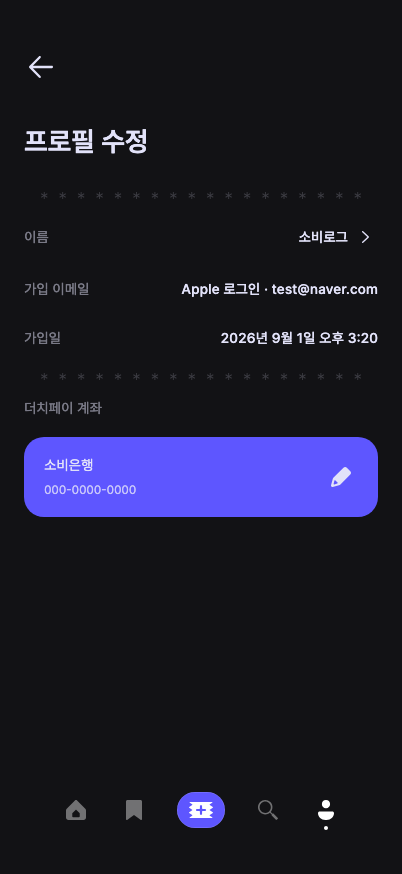 프로필 수정
* * * * * * * * * * * * * * * * * *
이름 소비로그
가입 이메일 Apple 로그인 · test@naver.com
가입일 2026년 9월 1일 오후 3:20
* * * * * * * * * * * * * * * * * *
더치페이 계좌
소비은행
000-0000-0000